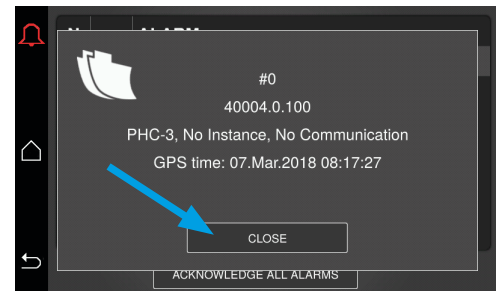 #0
40004.0.100
PHC-3, No Instance, No Communication
GPS time: 07.Mar.2018 08:17:27
CLOSE
ACKNOWLEDGE ALL ALARMS